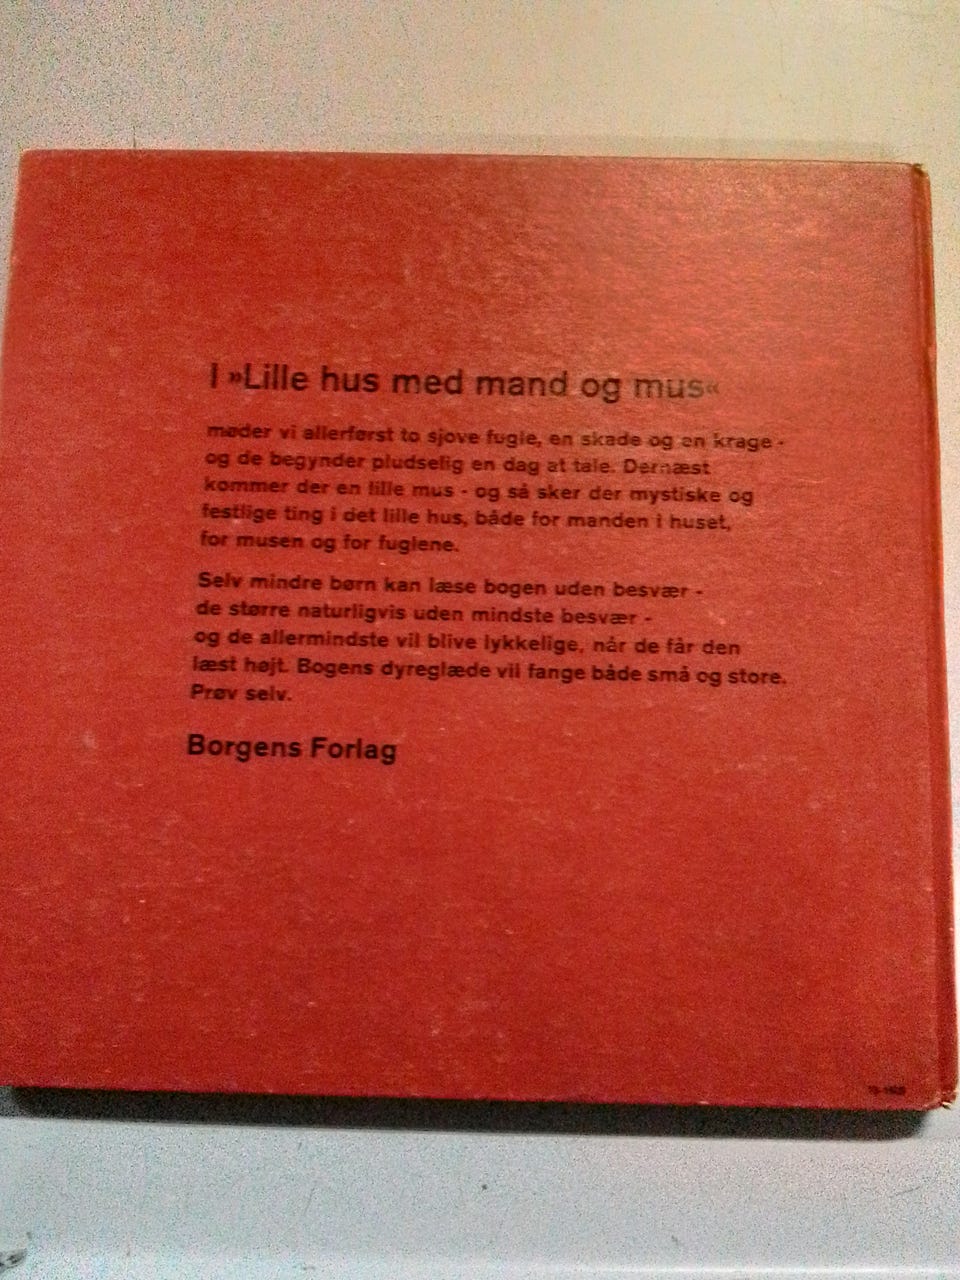 I »Lille hus med mand og mus«
møder vi allerførst to sjove fugle, en skade og en krage -
og de begynder pludselig en dag at tale. Dernæst
kommer der en lille mus - og så sker der mystiske og
festlige ting i det lille hus, både for manden i huset,
for musen og for fuglene.
Selv mindre børn kan læse bogen uden besvær -
de større naturligvis uden mindste besvær -
og de allermindste vil blive lykkelige, når de får den
læst højt. Bogens dyreglæde vil fange både små og store.
Prøv selv.
Borgens Forlag